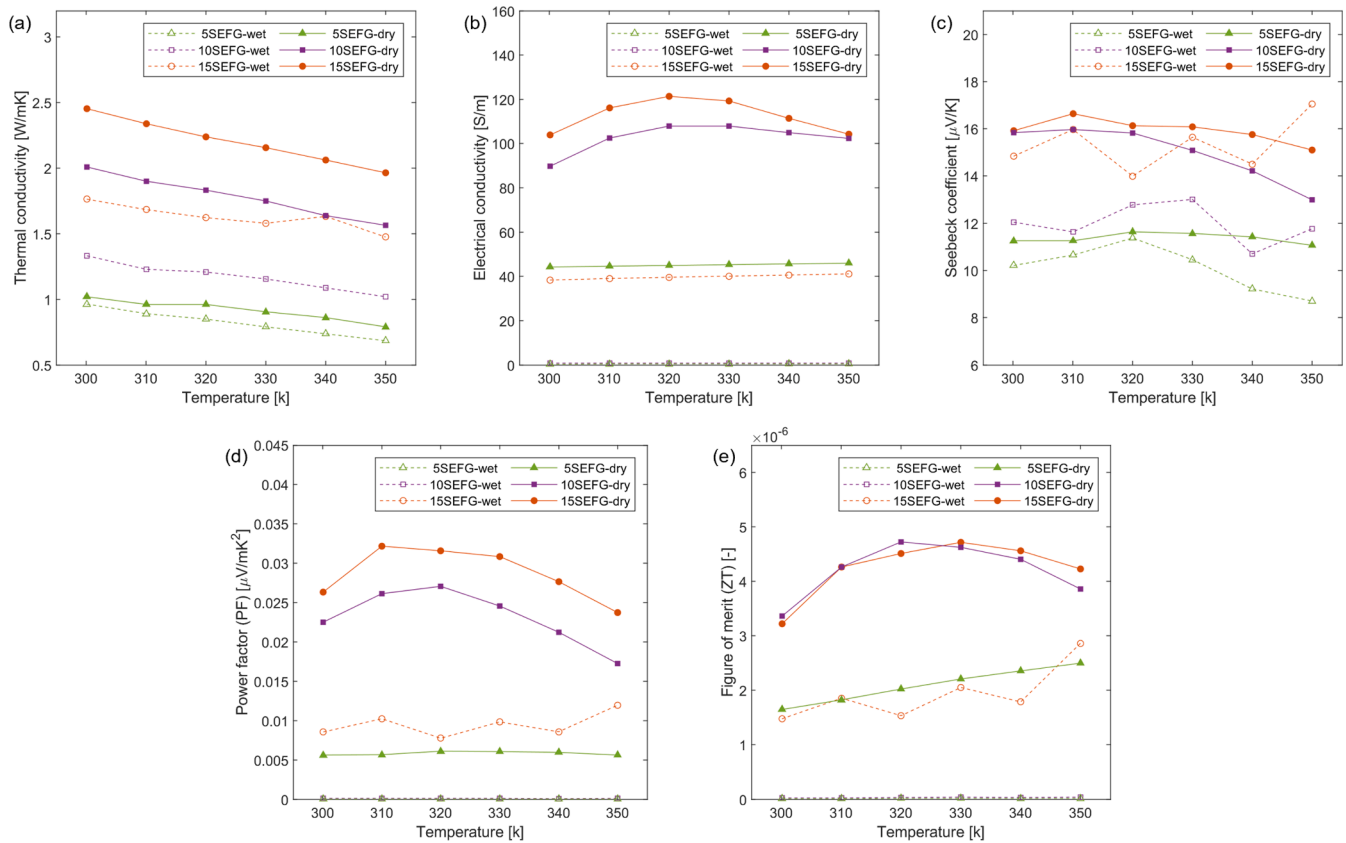 (a)
Thermal conductivity [W/mK]
3
2.5
2
1.5
1
0.5
5SEFG-wet 5SEFG-dry
10SEFG-wet 10SEFG-dry
15SEFG-wet 15SEFG-dry
300 310 320 330 340 350
Temperature [k]
(b)
Electrical conductivity [S/m]
160
140
120
100
80
60
40
20
0
5SEFG-wet 5SEFG-dry
10SEFG-wet 10SEFG-dry
15SEFG-wet 15SEFG-dry
300 310 320 330 340 350
Temperature [k]
(c)
Seebeck coefficient [μV/K]
20
18
16
14
12
10
8
6
5SEFG-wet 5SEFG-dry
10SEFG-wet 10SEFG-dry
15SEFG-wet 15SEFG-dry
300 310 320 330 340 350
Temperature [k]
(d)
Power factor (PF) [μV/mK²]
0.045
0.04
0.035
0.03
0.025
0.02
0.015
0.01
0.005
0
5SEFG-wet 5SEFG-dry
10SEFG-wet 10SEFG-dry
15SEFG-wet 15SEFG-dry
300 310 320 330 340 350
Temperature [k]
(e)
×10⁻⁶
Figure of merit (ZT) [-]
6
5
4
3
2
1
0
5SEFG-wet 5SEFG-dry
10SEFG-wet 10SEFG-dry
15SEFG-wet 15SEFG-dry
300 310 320 330 340 350
Temperature [k]